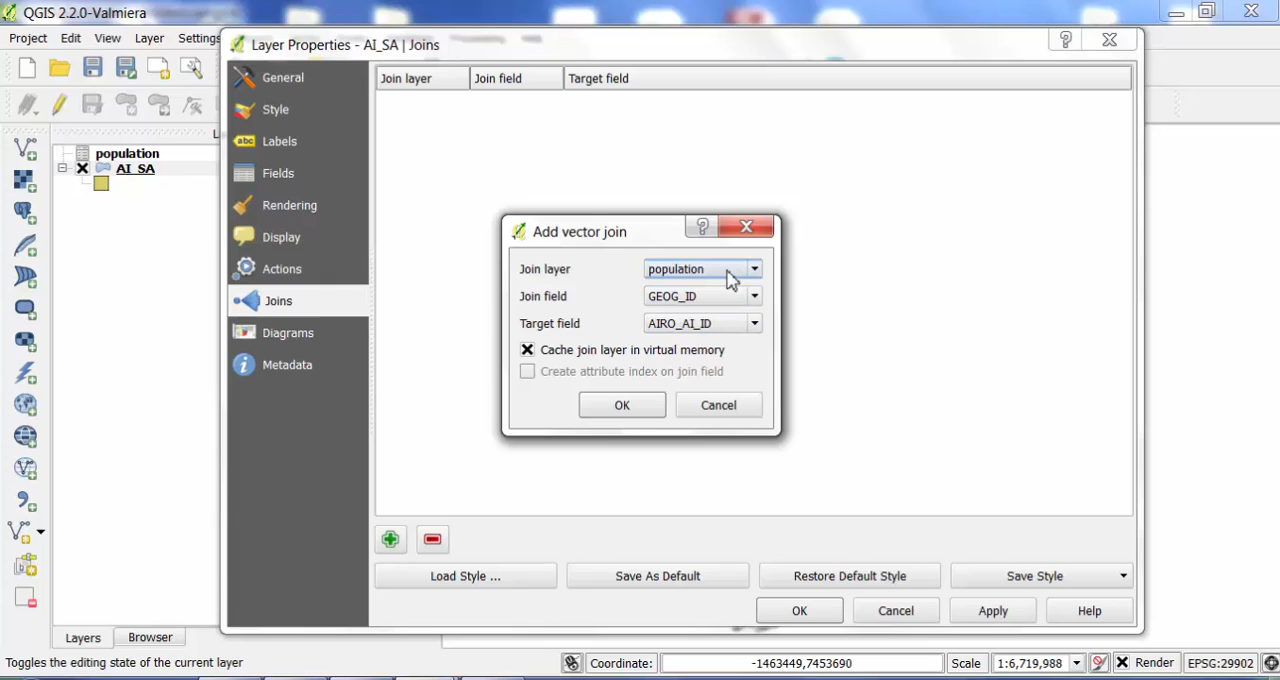 QGIS 2.2.0-Valmiera
Project Edit View Layer Settings
Layer Properties - AI_SA | Joins
General
Style
Labels
Fields
Rendering
Display
Actions
Joins
Diagrams
Metadata
Join layer Join field Target field
population
AI_SA
Add vector join
Join layer population
Join field GEOG_ID
Target field AIRO_AI_ID
Cache join layer in virtual memory
Create attribute index on join field
OK Cancel
Load Style ... Save As Default Restore Default Style Save Style
OK Cancel Apply Help
Layers Browser
Toggles the editing state of the current layer Coordinate: -1463449,7453690 Scale 1:6,719,988 Render EPSG:29902